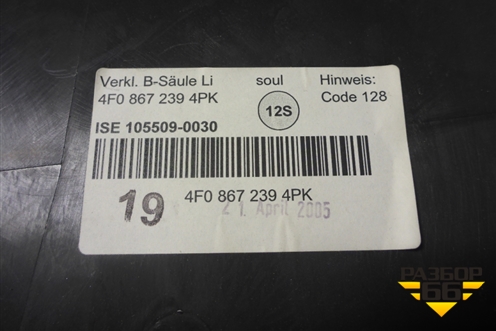 Verkl. B-Säule Li soul Hinweis:
4F0 867 239 4PK 12S Code 128
ISE 105509-0030
19 4F0 867 239 4PK
21. April 2005
РАЗБОР
66